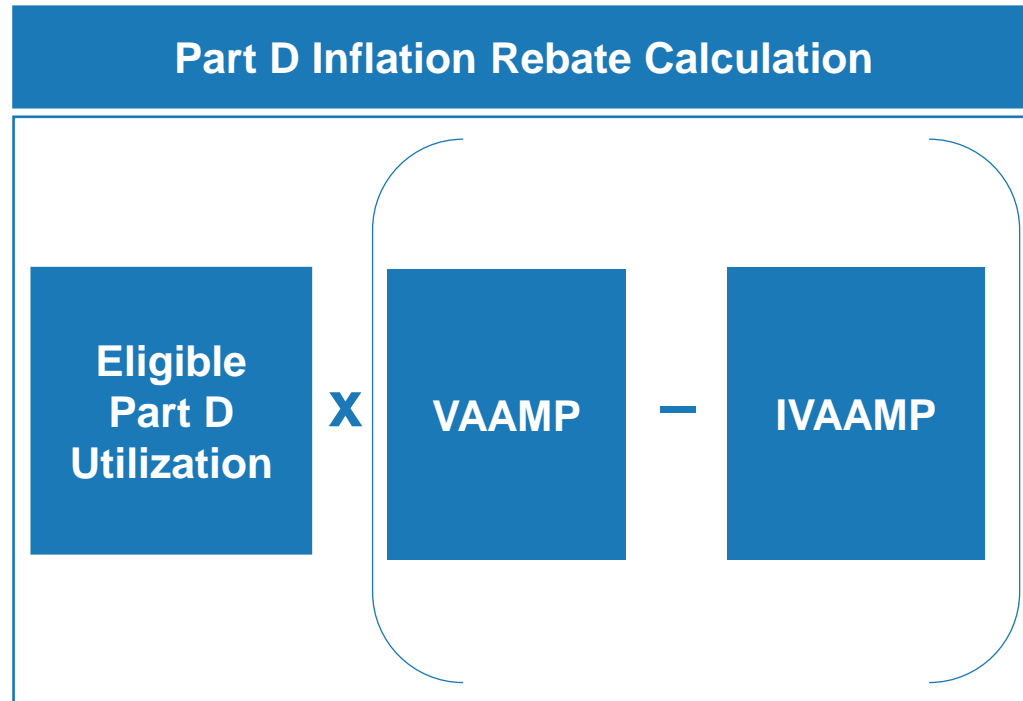 Part D Inflation Rebate Calculation
Eligible
Part D
Utilization
x
VAAMP
–
IVAAMP